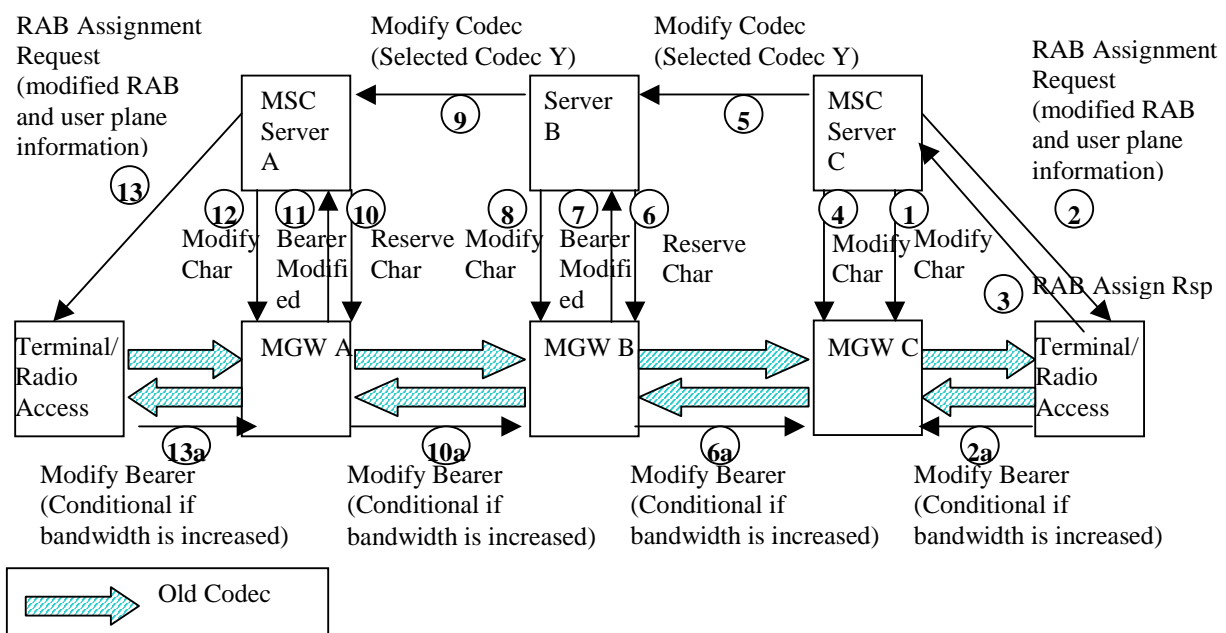 RAB Assignment
Request
(modified RAB
and user plane
information)
Modify Codec
(Selected Codec Y)
Modify Codec
(Selected Codec Y)
RAB Assignment
Request
(modified RAB
and user plane
information)
MSC
Server
A
9
Server
B
5
MSC
Server
C
13
12
11
10
8
7
6
4
1
2
Modify
Char
Bearer
Modifi
ed
Reserve
Char
Modify
Char
Bearer
Modifi
ed
Reserve
Char
Modify
Char
Modify
Char
3
RAB Assign Rsp
Terminal/
Radio
Access
MGW A
MGW B
MGW C
Terminal/
Radio
Access
13a
10a
6a
2a
Modify Bearer
(Conditional if
bandwidth is increased)
Modify Bearer
(Conditional if
bandwidth is increased)
Modify Bearer
(Conditional if
bandwidth is increased)
Modify Bearer
(Conditional if
bandwidth is increased)
Old Codec